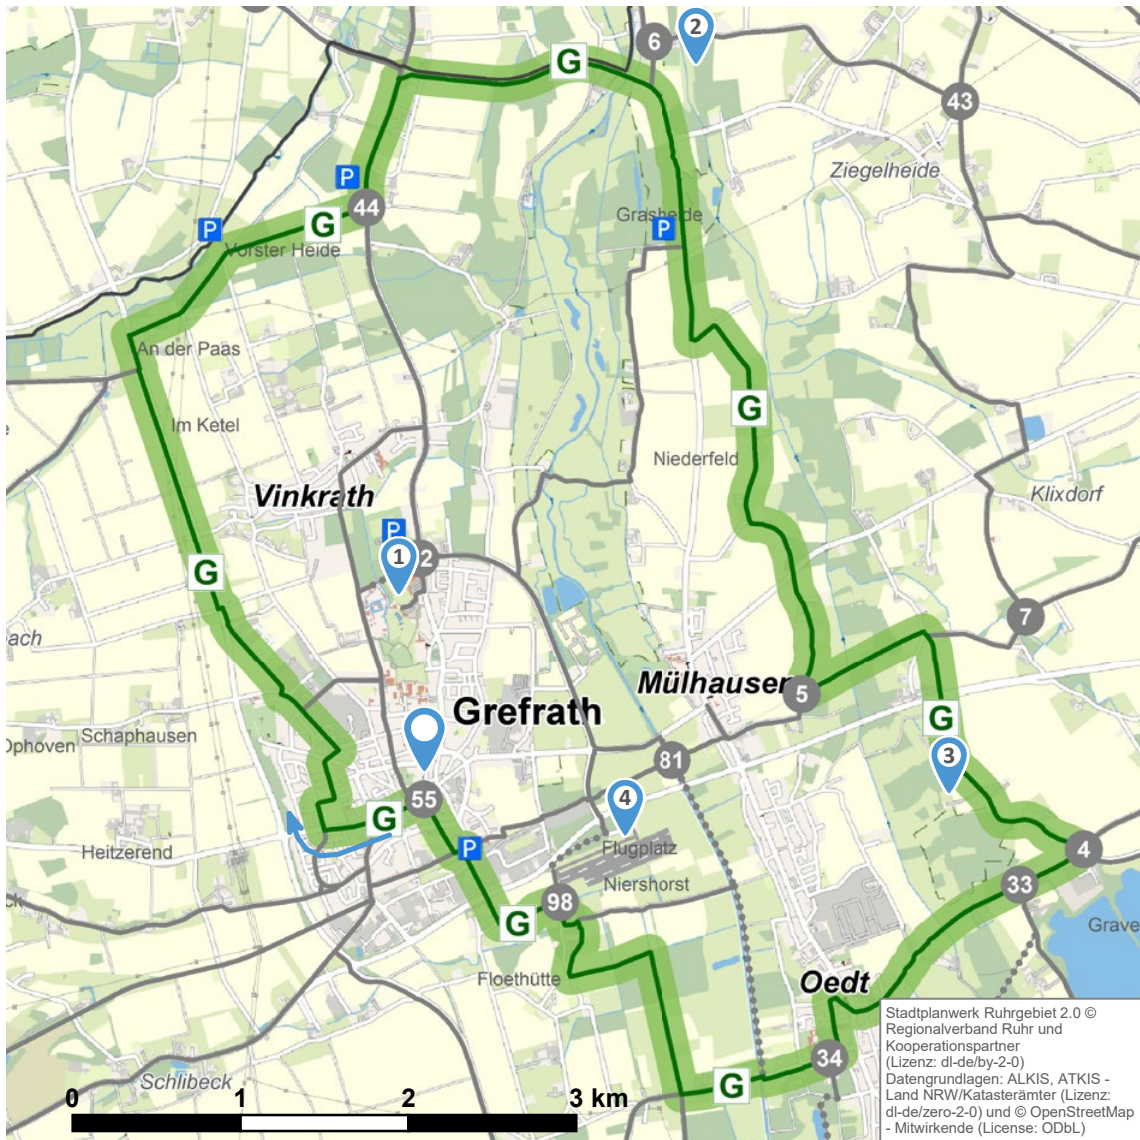 G
6
2
43
Ziegelheide
P
44
G
P
Grasheide
P
Vorster Heide
An der Paas
Im Ketel
G
Niederfeld
Vinkrath
Klixdorf
P
1
2
G
7
ach
Mülhausen
5
Grefrath
G
Ophoven
Schaphausen
81
3
55
4
G
Heitzerend
P
Flugplatz
4
Niershorst
33
98
G
Grave
Floethütte
Oedt
34
Schlibeck
G
0 1 2 3 km
Stadtplanwerk Ruhrgebiet 2.0 ©
Regionalverband Ruhr und
Kooperationspartner
(Lizenz: dl-de/by-2-0)
Datengrundlagen: ALKIS, ATKIS -
Land NRW/Katasterämter (Lizenz:
dl-de/zero-2-0) und © OpenStreetMap
- Mitwirkende (License: ODbL)